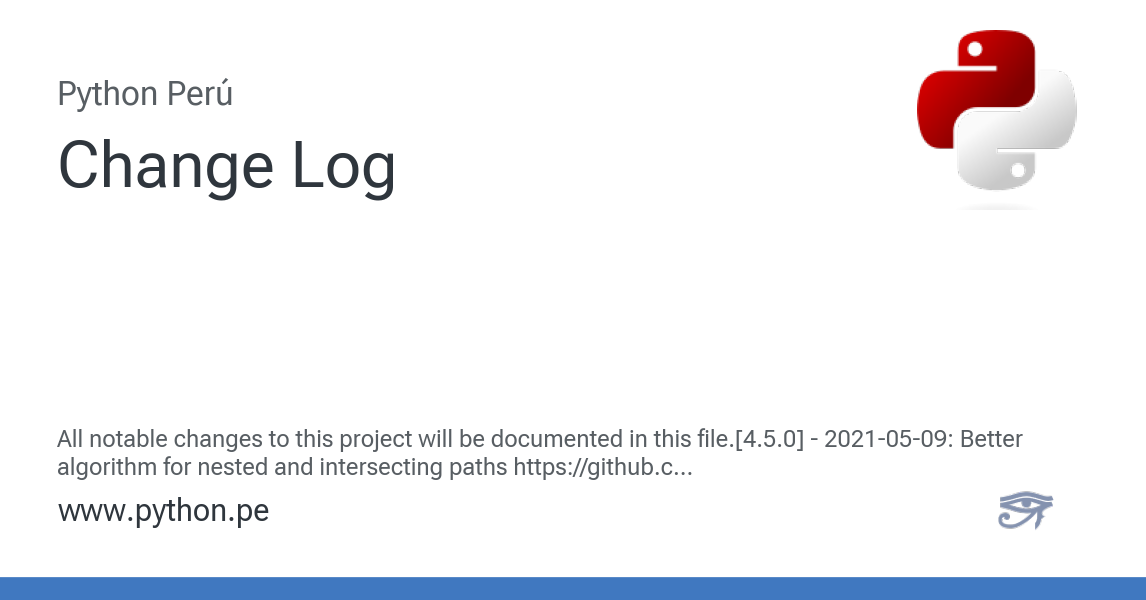 Python Perú
Change Log
All notable changes to this project will be documented in this file.[4.5.0] - 2021-05-09: Better
algorithm for nested and intersecting paths https://github.c...
www.python.pe